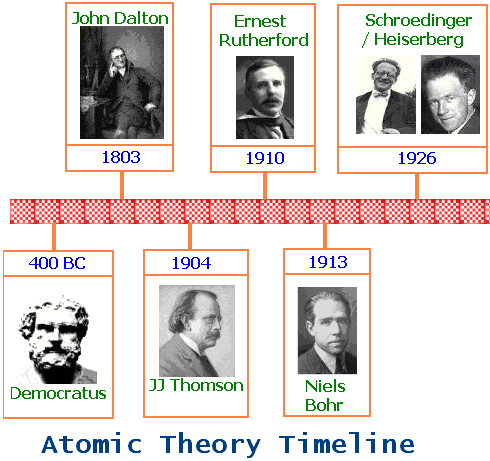 John Dalton
1803
Ernest
Rutherford
1910
Schroedinger
/ Heiserberg
1926
400 BC
Democratus
1904
JJ Thomson
1913
Niels
Bohr
Atomic Theory Timeline